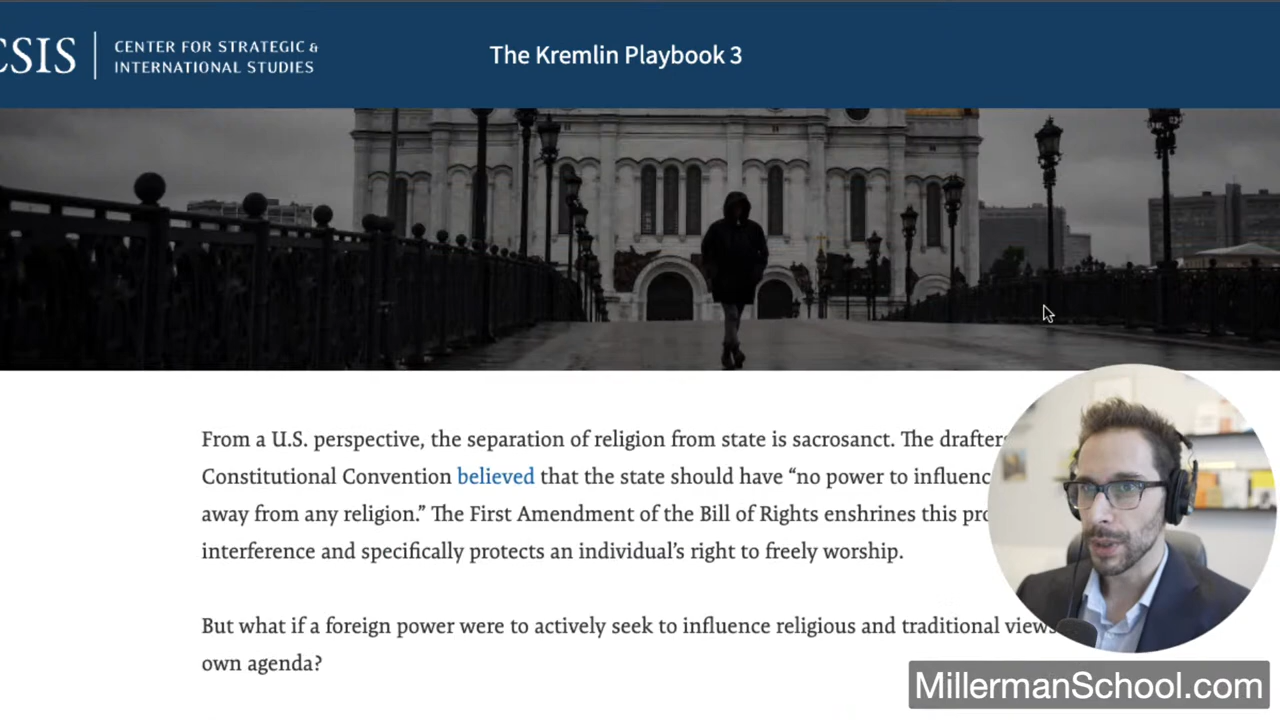 CSIS
CENTER FOR STRATEGIC &
INTERNATIONAL STUDIES
The Kremlin Playbook 3
From a U.S. perspective, the separation of religion from state is sacrosanct. The drafters
Constitutional Convention believed that the state should have “no power to influenc
away from any religion.” The First Amendment of the Bill of Rights enshrines this pro
interference and specifically protects an individual’s right to freely worship.
But what if a foreign power were to actively seek to influence religious and traditional views
own agenda?
MillermanSchool.com